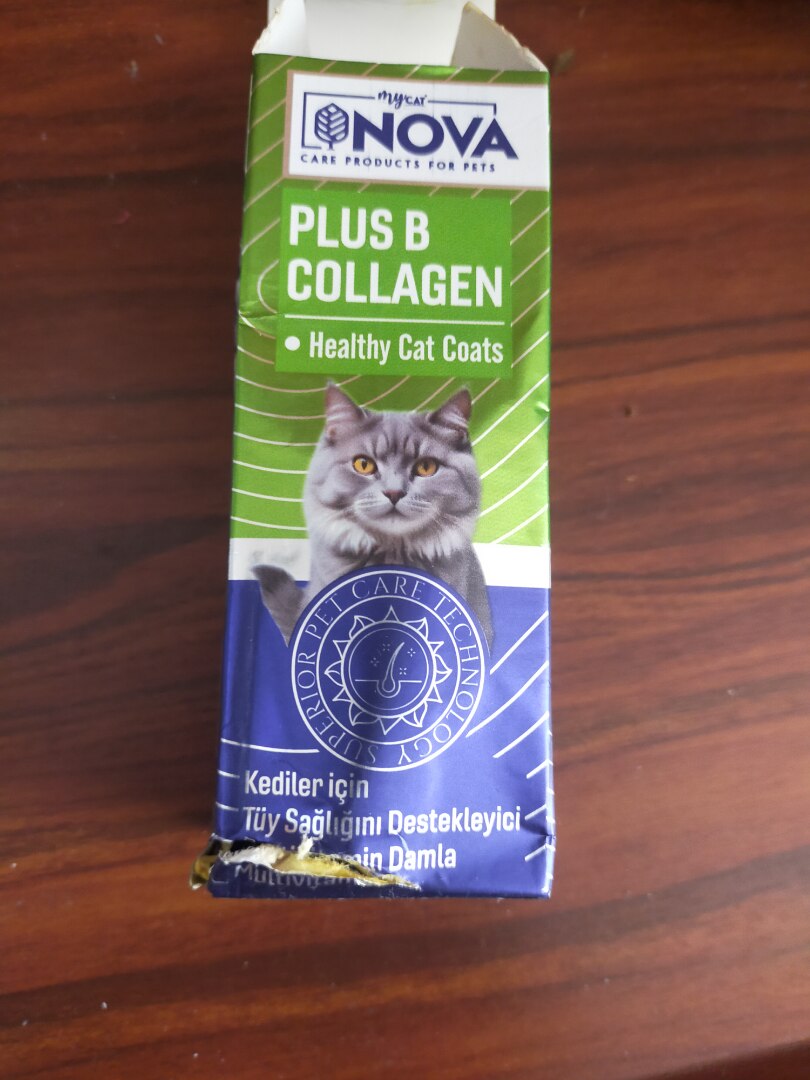 my CAT
NOVA
CARE PRODUCTS FOR PETS
PLUS B
COLLAGEN
• Healthy Cat Coats
SUPERIOR PET CARE TECHNOLOGY
Kediler için
Tüy Sağlığını Destekleyici
Damla